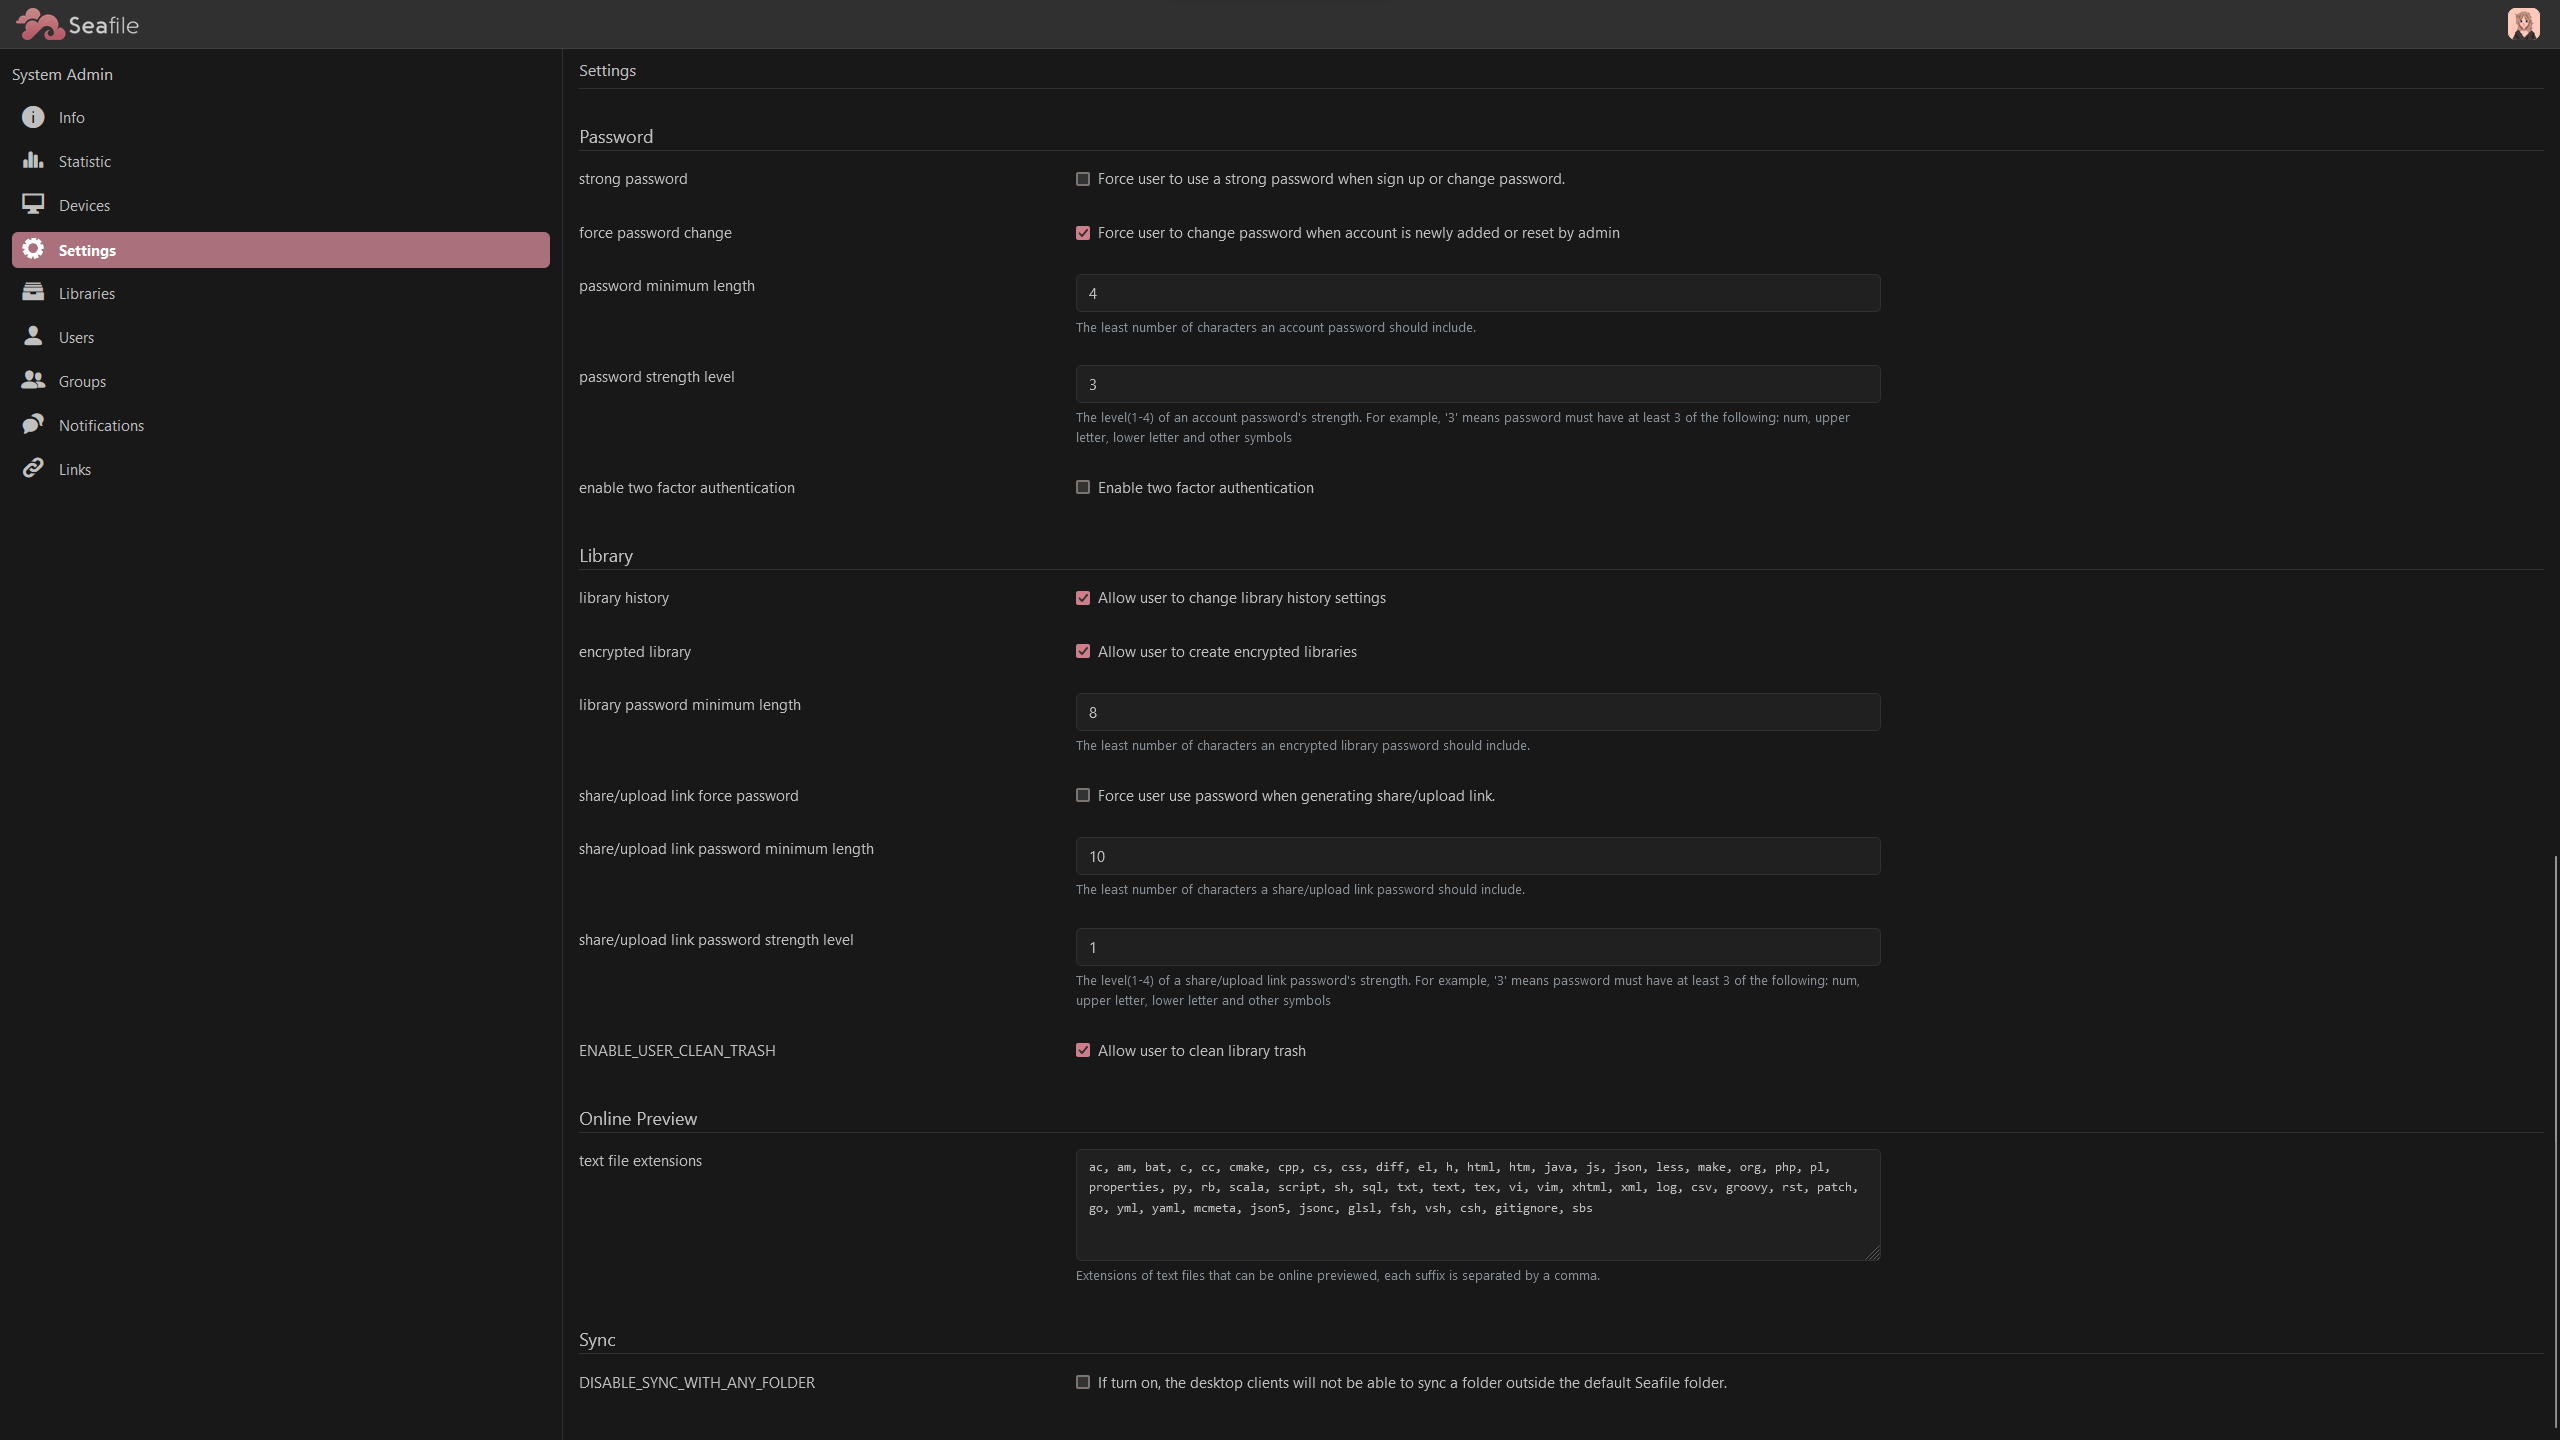 Seafile
System Admin
Info
Statistic
Devices
Settings
Libraries
Users
Groups
Notifications
Links
Settings
Password
strong password
Force user to use a strong password when sign up or change password.
force password change
Force user to change password when account is newly added or reset by admin
password minimum length
4
The least number of characters an account password should include.
password strength level
3
The level(1-4) of an account password's strength. For example, '3' means password must have at least 3 of the following: num, upper
letter, lower letter and other symbols
enable two factor authentication
Enable two factor authentication
Library
library history
Allow user to change library history settings
encrypted library
Allow user to create encrypted libraries
library password minimum length
8
The least number of characters an encrypted library password should include.
share/upload link force password
Force user use password when generating share/upload link.
share/upload link password minimum length
10
The least number of characters a share/upload link password should include.
share/upload link password strength level
1
The level(1-4) of a share/upload link password's strength. For example, '3' means password must have at least 3 of the following: num,
upper letter, lower letter and other symbols
ENABLE_USER_CLEAN_TRASH
Allow user to clean library trash
Online Preview
text file extensions
ac, am, bat, c, cc, cmake, cpp, cs, css, diff, el, h, html, htm, java, js, json, less, make, org, php, pl,
properties, py, rb, scala, script, sh, sql, txt, text, tex, vi, vim, xhtml, xml, log, csv, groovy, rst, patch,
go, yml, yaml, mcmeta, json5, jsonc, glsl, fsh, vsh, csh, gitignore, sbs
Extensions of text files that can be online previewed, each suffix is separated by a comma.
Sync
DISABLE_SYNC_WITH_ANY_FOLDER
If turn on, the desktop clients will not be able to sync a folder outside the default Seafile folder.